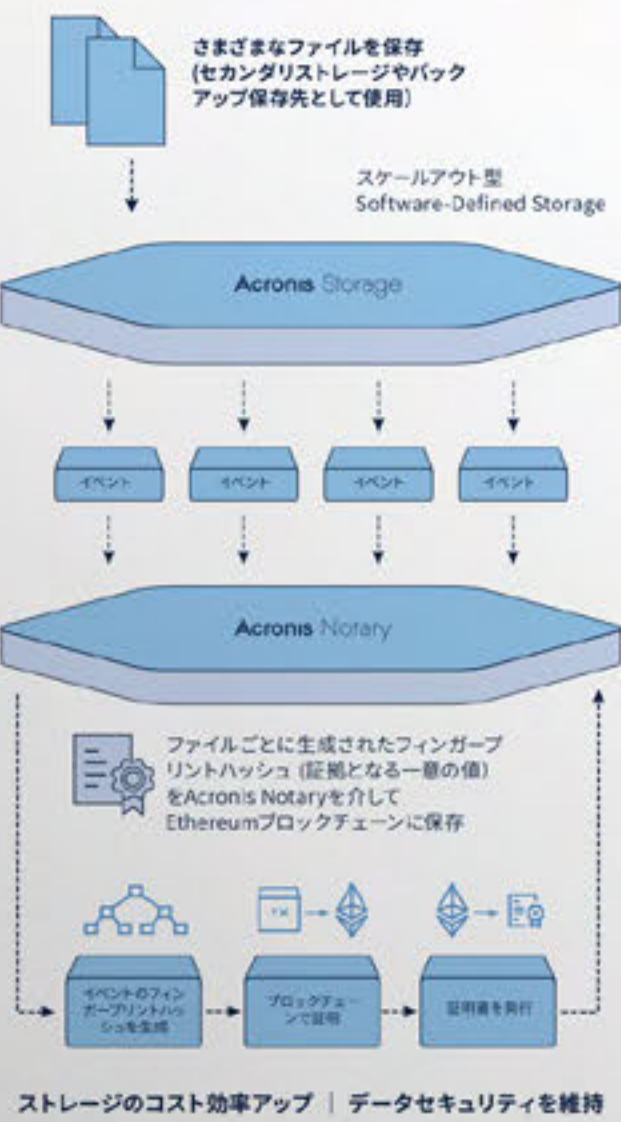 さまざまなファイルを保存
(セカンダリストレージやバック
アップ保存先として使用)
スケールアウト型
Software-Defined Storage
Acronis Storage
イベント イベント イベント イベント
Acronis Notary
ファイルごとに生成されたフィンガープ
リントハッシュ (証拠となる一意の値)
をAcronis Notaryを介して
Ethereumブロックチェーンに保存
イベントのフィン
ガープリントハッ
シュを生成
ブロックチェー
ンで証明
証明書を発行
ストレージのコスト効率アップ | データセキュリティを維持